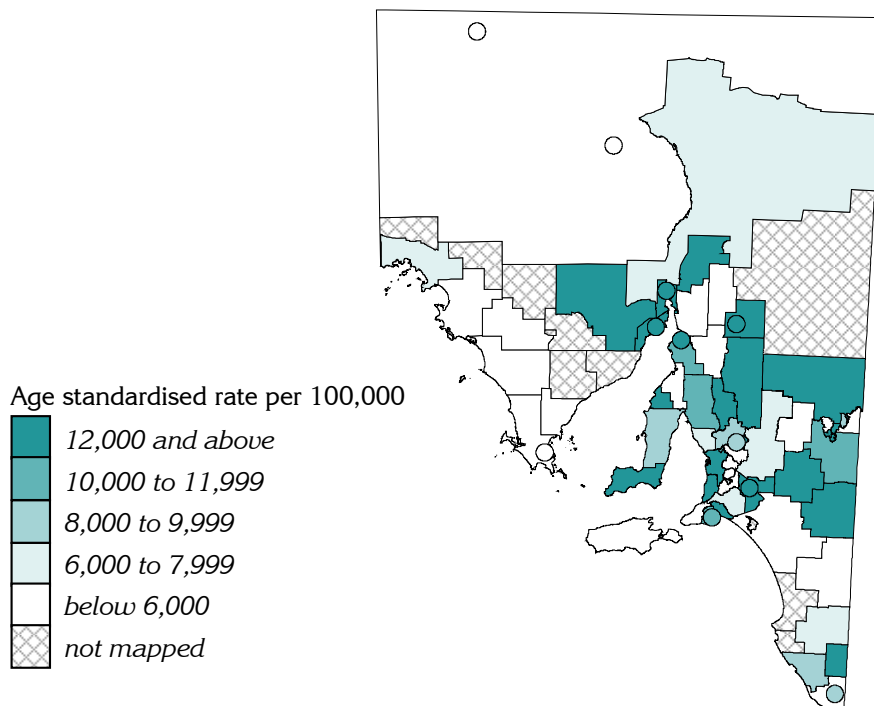 Age standardised rate per 100,000
12,000 and above
10,000 to 11,999
8,000 to 9,999
6,000 to 7,999
below 6,000
not mapped